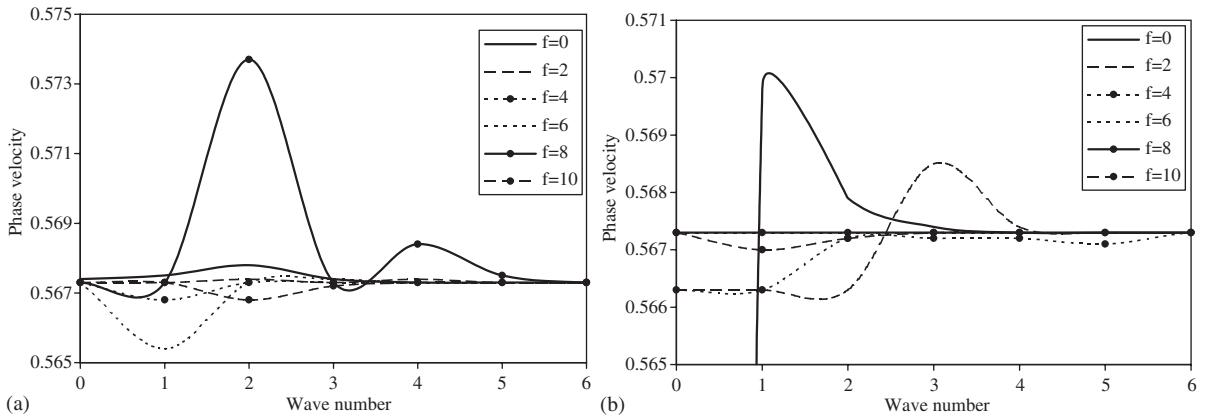 0.575
0.573
0.571
0.569
0.567
0.565
Phase velocity
0 1 2 3 4 5 6
Wave number
f=0
f=2
f=4
f=6
f=8
f=10
(a)
0.571
0.57
0.569
0.568
0.567
0.566
0.565
Phase velocity
0 1 2 3 4 5 6
Wave number
f=0
f=2
f=4
f=6
f=8
f=10
(b)